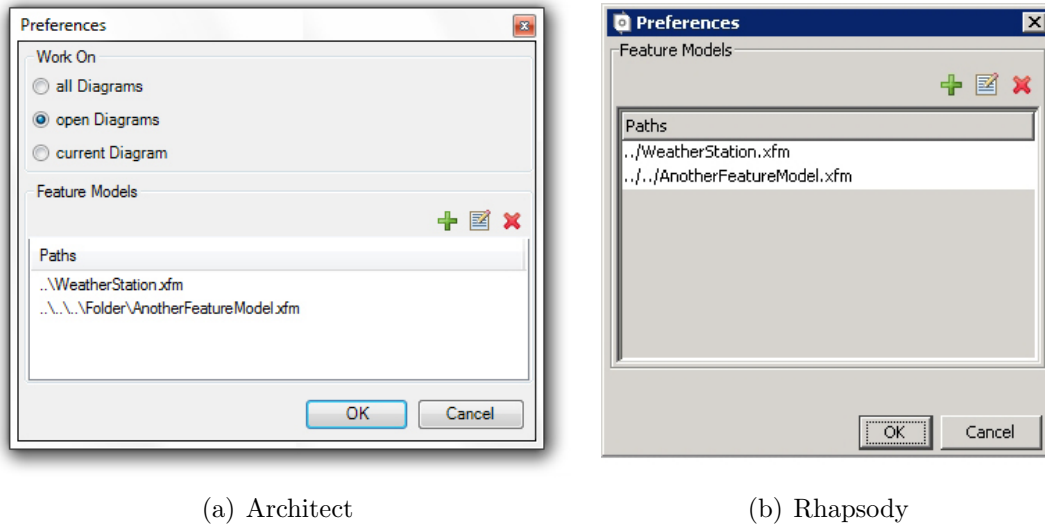 Preferences
Work On
all Diagrams
open Diagrams
current Diagram
Feature Models
Paths
..\WeatherStation.xfm
..\..\..\Folder\AnotherFeatureModel.xfm
OK Cancel
(a) Architect
Preferences
Feature Models
Paths
../WeatherStation.xfm
../../AnotherFeatureModel.xfm
OK Cancel
(b) Rhapsody